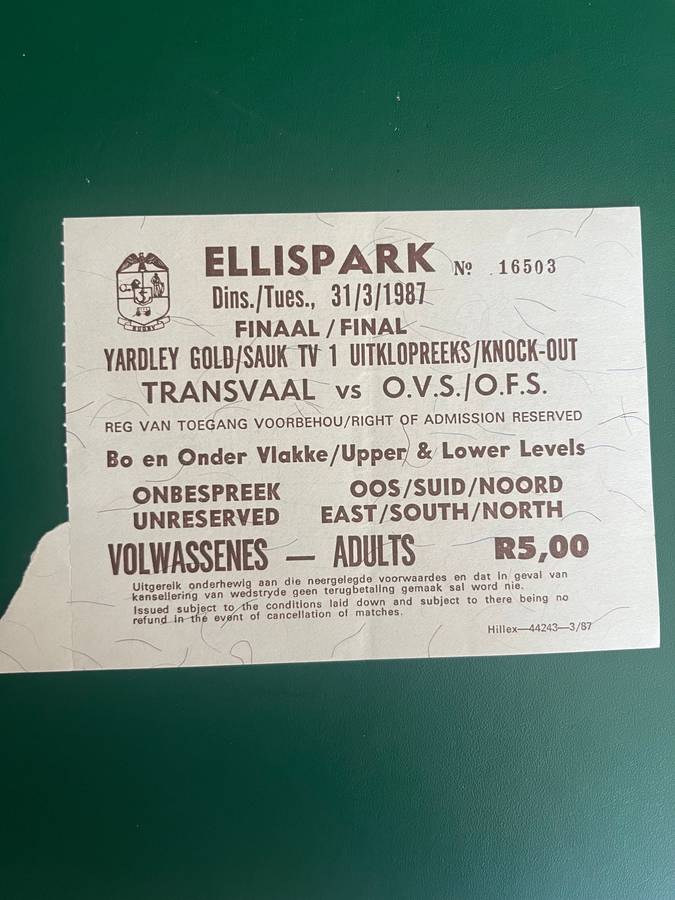 ELLISPARK Nº 16503
Dins./Tues., 31/3/1987
FINAAL / FINAL
YARDLEY GOLD/SAUK TV 1 UITKLOPREEKS/KNOCK-OUT
TRANSVAAL vs O.V.S./O.F.S.
REG VAN TOEGANG VOORBEHOU/RIGHT OF ADMISSION RESERVED
Bo en Onder Vlakke/Upper & Lower Levels
ONBESPREEK OOS/SUID/NOORD
UNRESERVED EAST/SOUTH/NORTH
VOLWASSENES — ADULTS R5,00
Uitgereik onderhewig aan die neergelegde voorwaardes en dat in geval van
kansellering van wedstryde geen terugbetaling gemaak sal word nie.
Issued subject to the conditions laid down and subject to there being no
refund in the event of cancellation of matches.
Hillex—44243—3/87